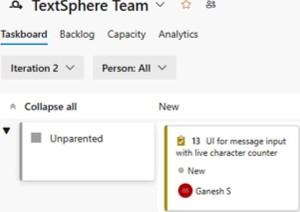 TextSphere Team
Taskboard Backlog Capacity Analytics
Iteration 2 Person: All
Collapse all New
Unparented
13 UI for message input
with live character counter
New
Ganesh S